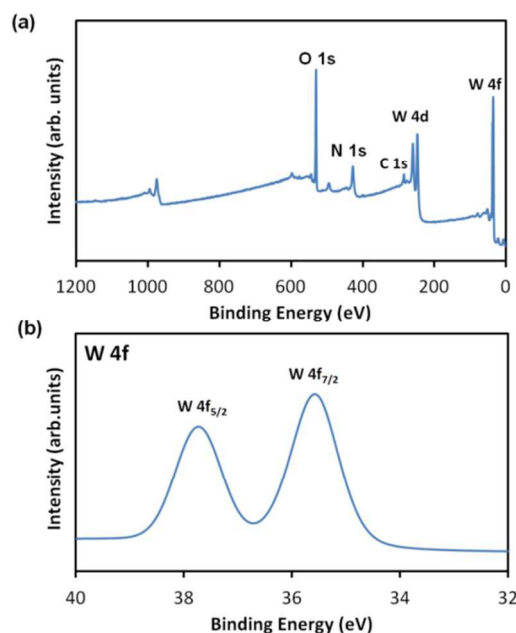 (a)
O 1s
W 4f
W 4d
N 1s
C 1s
Intensity (arb. units)
1200 1000 800 600 400 200 0
Binding Energy (eV)
(b)
W 4f
W 4f7/2
W 4f5/2
Intensity (arb.units)
40 38 36 34 32
Binding Energy (eV)